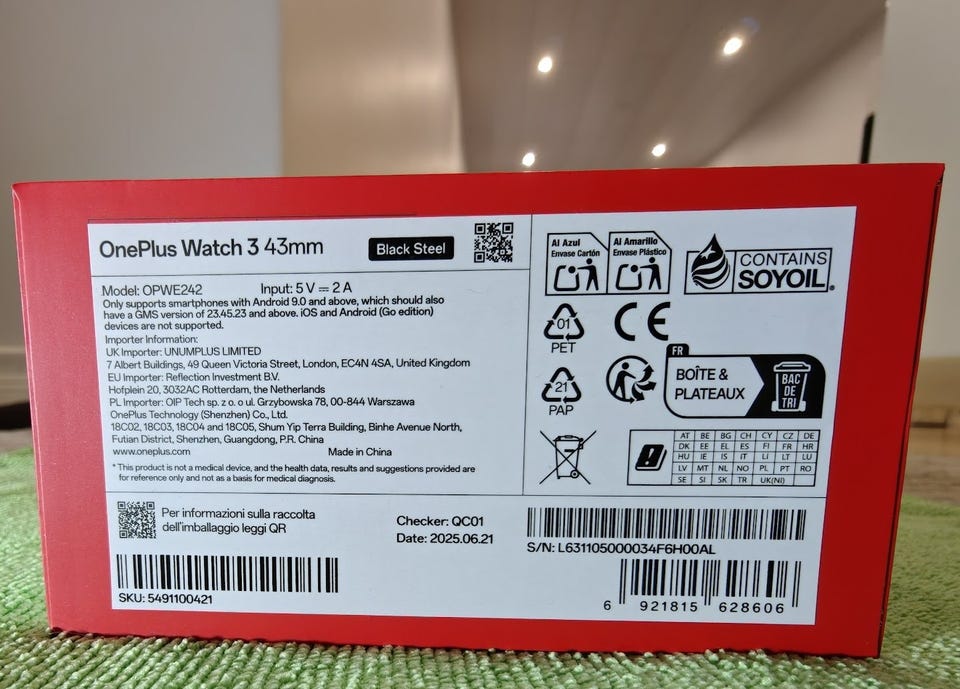 OnePlus Watch 3 43mm
Black Steel
Model: OPWE242 Input: 5 V ⎓ 2 A
Only supports smartphones with Android 9.0 and above, which should also
have a GMS version of 23.45.23 and above. iOS and Android (Go edition)
devices are not supported.
Importer Information:
UK Importer: UNUMPLUS LIMITED
7 Albert Buildings, 49 Queen Victoria Street, London, EC4N 4SA, United Kingdom
EU Importer: Reflection Investment B.V.
Hofplein 20, 3032AC Rotterdam, the Netherlands
PL Importer: OIP Tech sp. z o. o ul. Grzybowska 78, 00-844 Warszawa
OnePlus Technology (Shenzhen) Co., Ltd.
18C02, 18C03, 18C04 and 18C05, Shum Yip Terra Building, Binhe Avenue North,
Futian District, Shenzhen, Guangdong, P.R. China
www.oneplus.com Made in China
* This product is not a medical device, and the health data, results and suggestions provided are
for reference only and not as a basis for medical diagnosis.
Al Azul
Envase Cartón
Al Amarillo
Envase Plástico
CONTAINS
SOYOIL®
01
PET
CE
21
PAP
FR
BOÎTE &
PLATEAUX
BAC
DE
TRI
AT BE BG CH CY CZ DE
DK EE EL ES FI FR HR
HU IE IS IT LI LT LU
LV MT NL NO PL PT RO
SE SI SK TR UK(NI)
Per informazioni sulla raccolta
dell'imballaggio leggi QR
Checker: QC01
Date: 2025.06.21
SKU: 5491100421
S/N: L631105000034F6H00AL
6 921815 628606